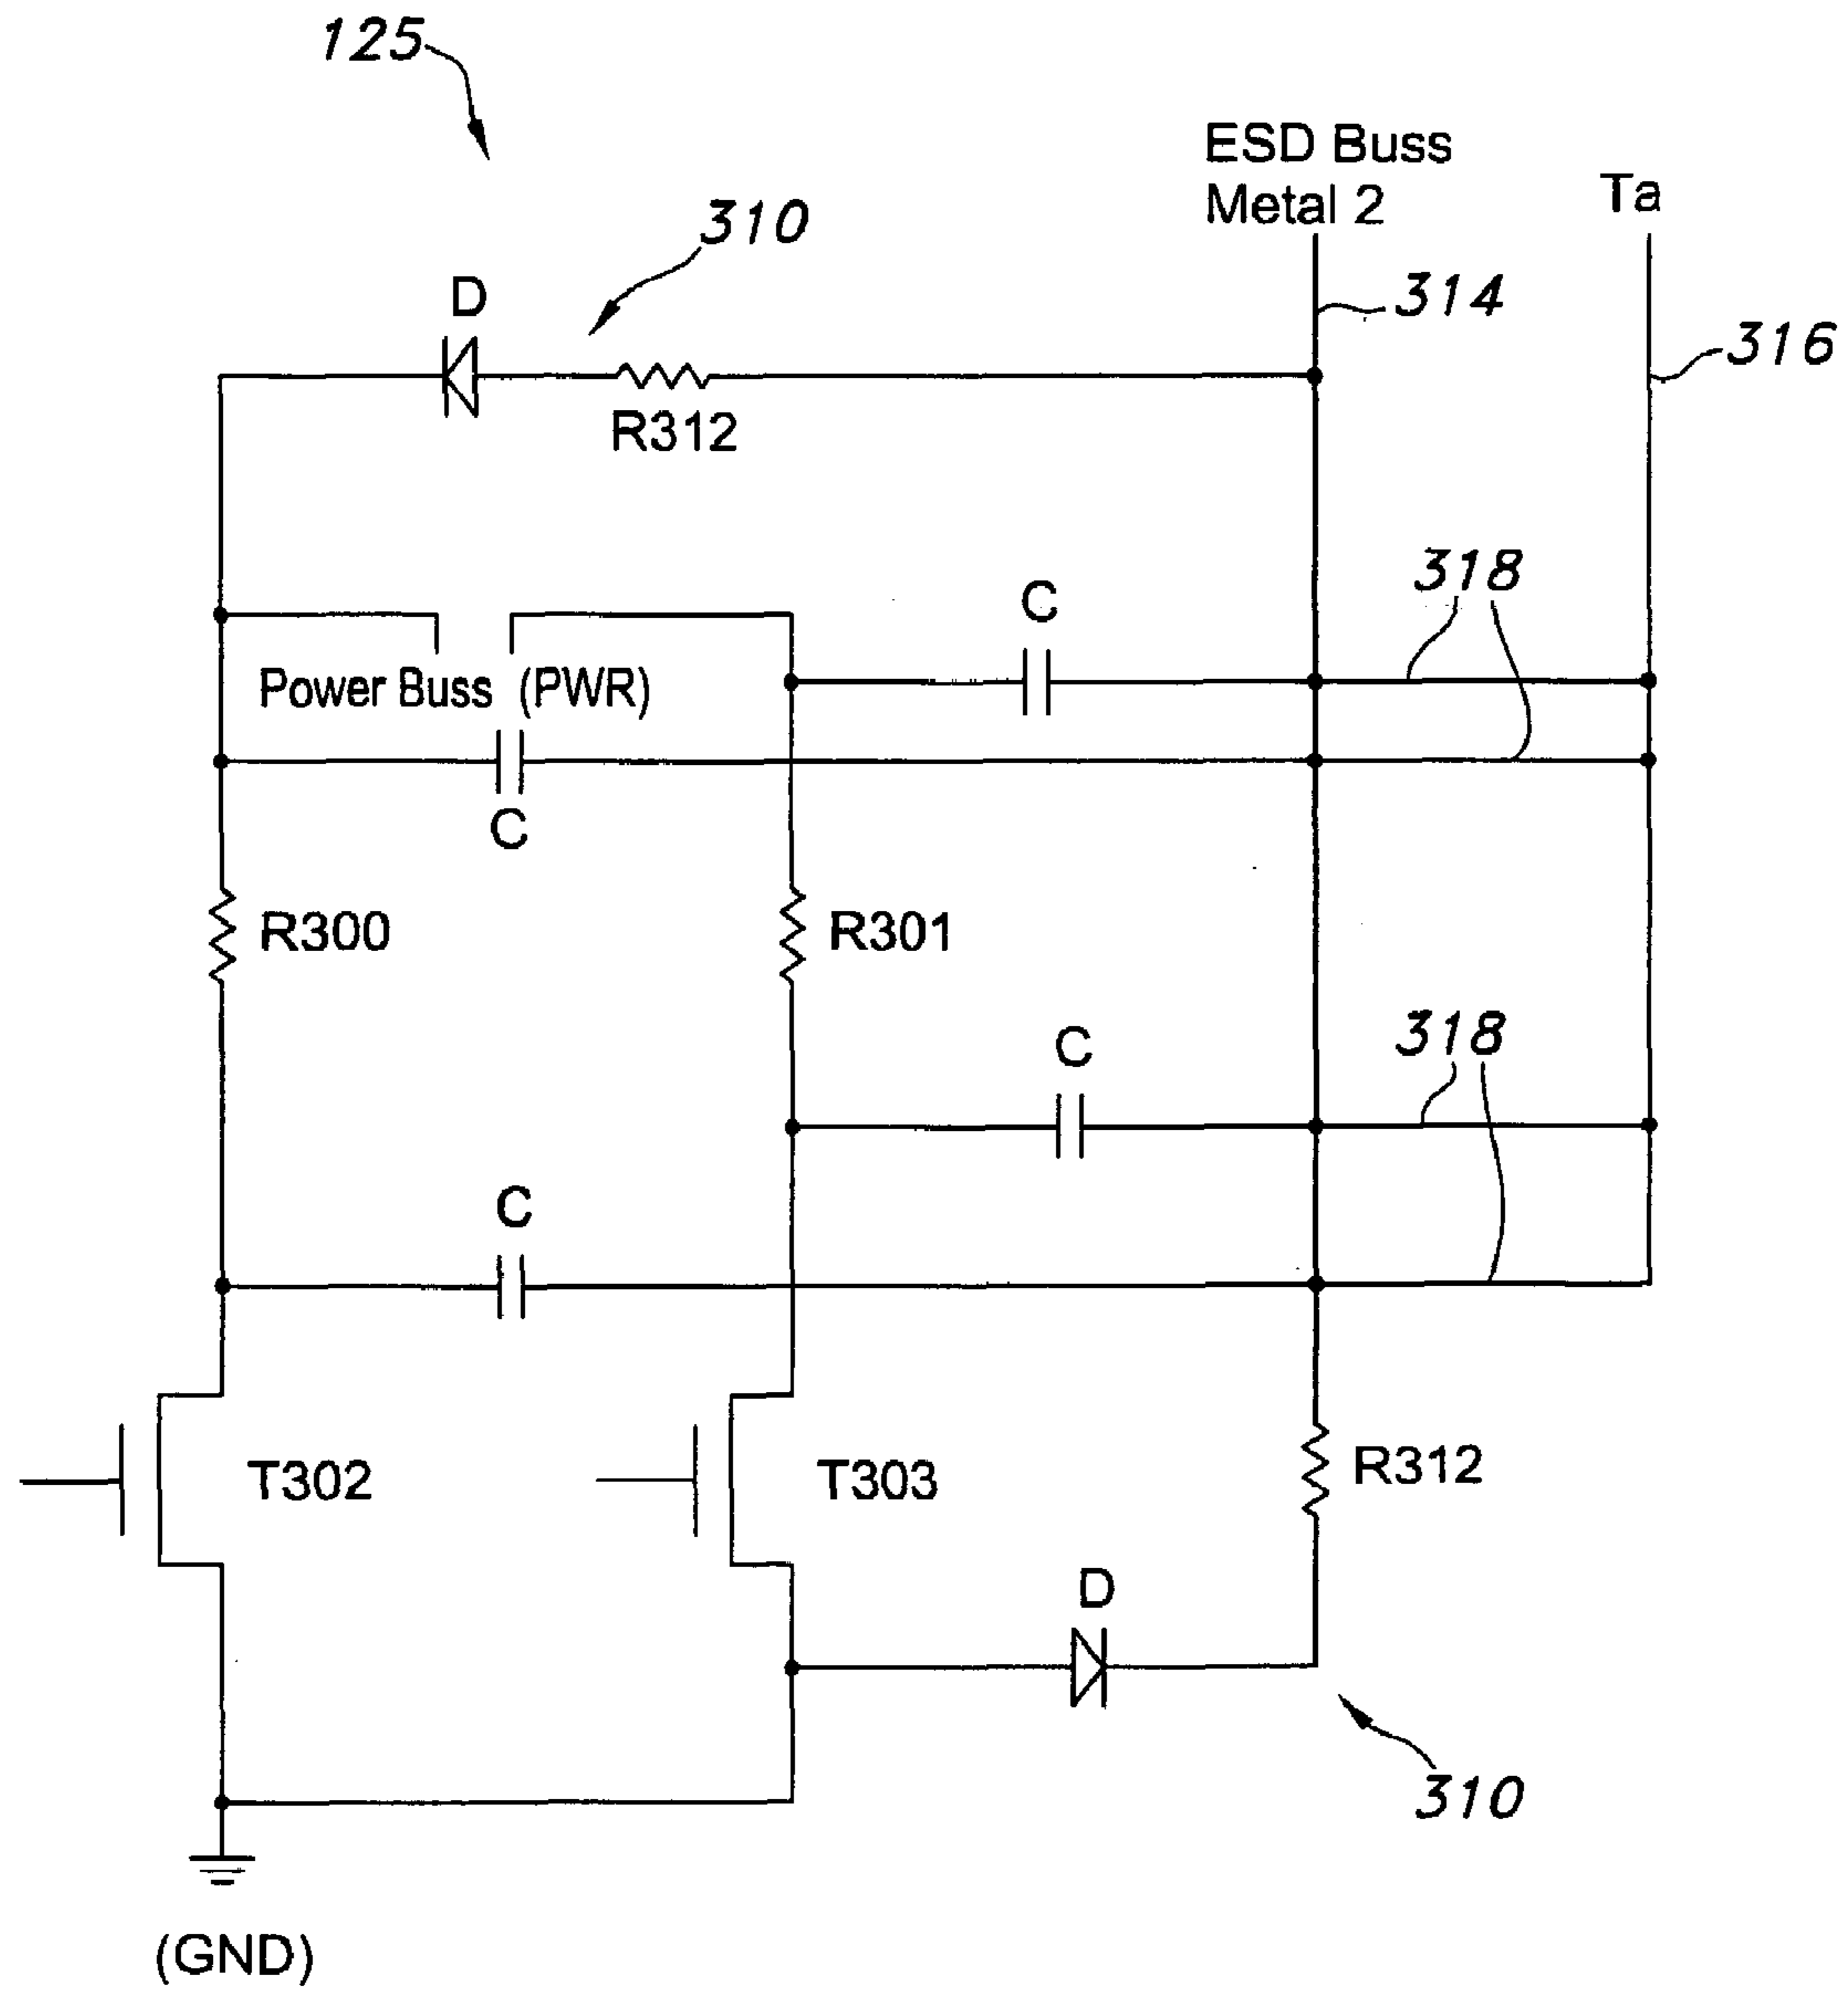 125
ESD Buss
Metal 2
Ta
310
D
314
316
R312
318
C
Power Buss (PWR)
C
R300
R301
318
C
C
T302
T303
R312
D
310
(GND)